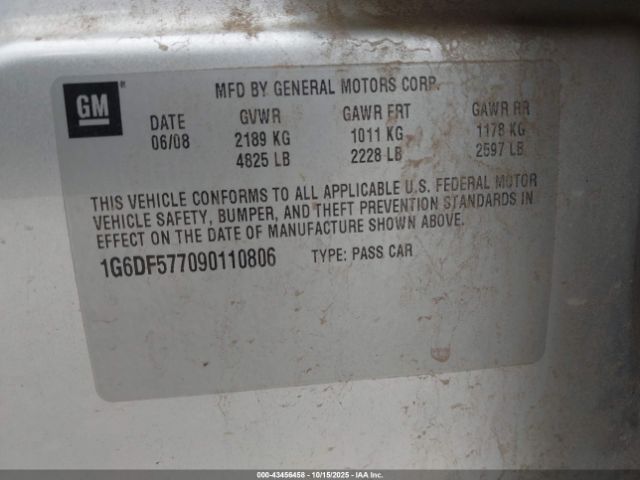 GM
MFD BY GENERAL MOTORS CORP.
DATE GVWR GAWR FRT GAWR RR
06/08 2189 KG 1011 KG 1178 KG
4825 LB 2228 LB 2597 LB
THIS VEHICLE CONFORMS TO ALL APPLICABLE U.S. FEDERAL MOTOR
VEHICLE SAFETY, BUMPER, AND THEFT PREVENTION STANDARDS IN
EFFECT ON THE DATE OF MANUFACTURE SHOWN ABOVE.
1G6DF577090110806 TYPE: PASS CAR
000-43456458 - 10/15/2025 - IAA Inc.